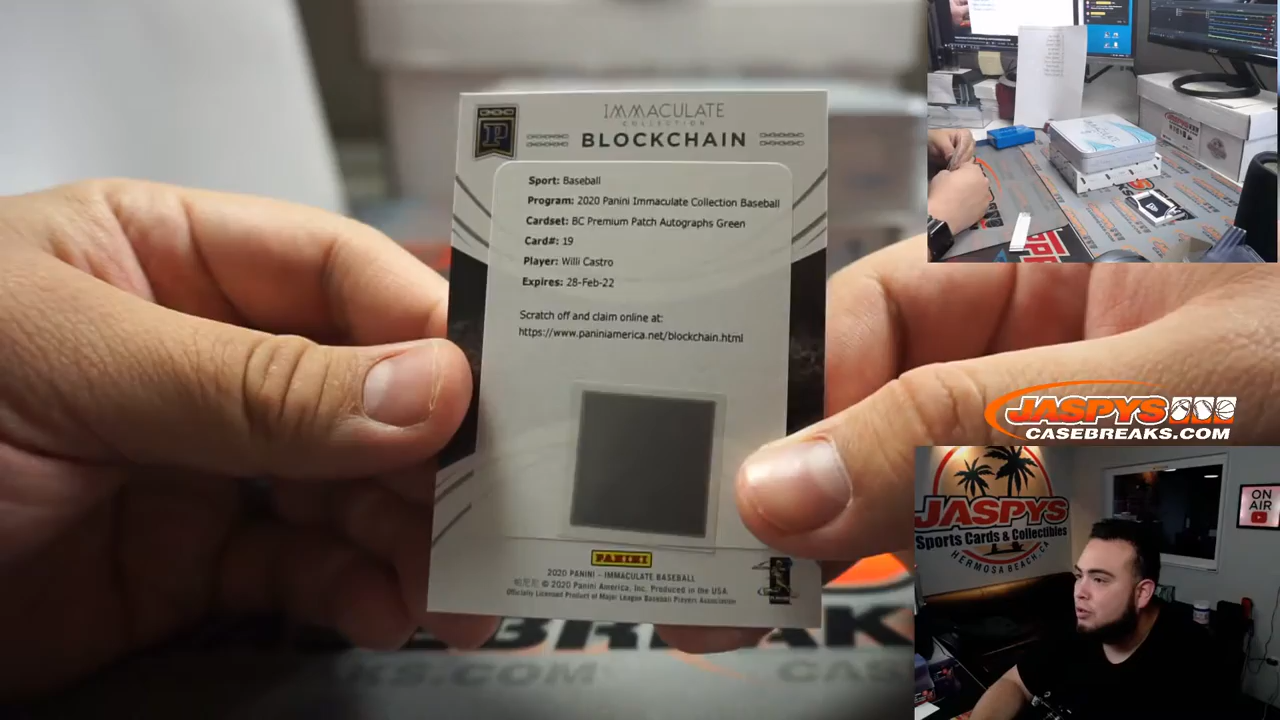 IMMACULATE
COLLECTION
BLOCKCHAIN
P
Sport: Baseball
Program: 2020 Panini Immaculate Collection Baseball
Cardset: BC Premium Patch Autographs Green
Card#: 19
Player: Willi Castro
Expires: 28-Feb-22
Scratch off and claim online at:
https://www.paniniamerica.net/blockchain.html
PANINI
2020 PANINI – IMMACULATE BASEBALL
© 2020 Panini America, Inc. Produced in the USA
Officially Licensed Product of Major League Baseball Players Association
JASPYS
CASEBREAKS.COM
JASPYS
Sports Cards & Collectibles
HERMOSA BEACH, CA
ON
AIR